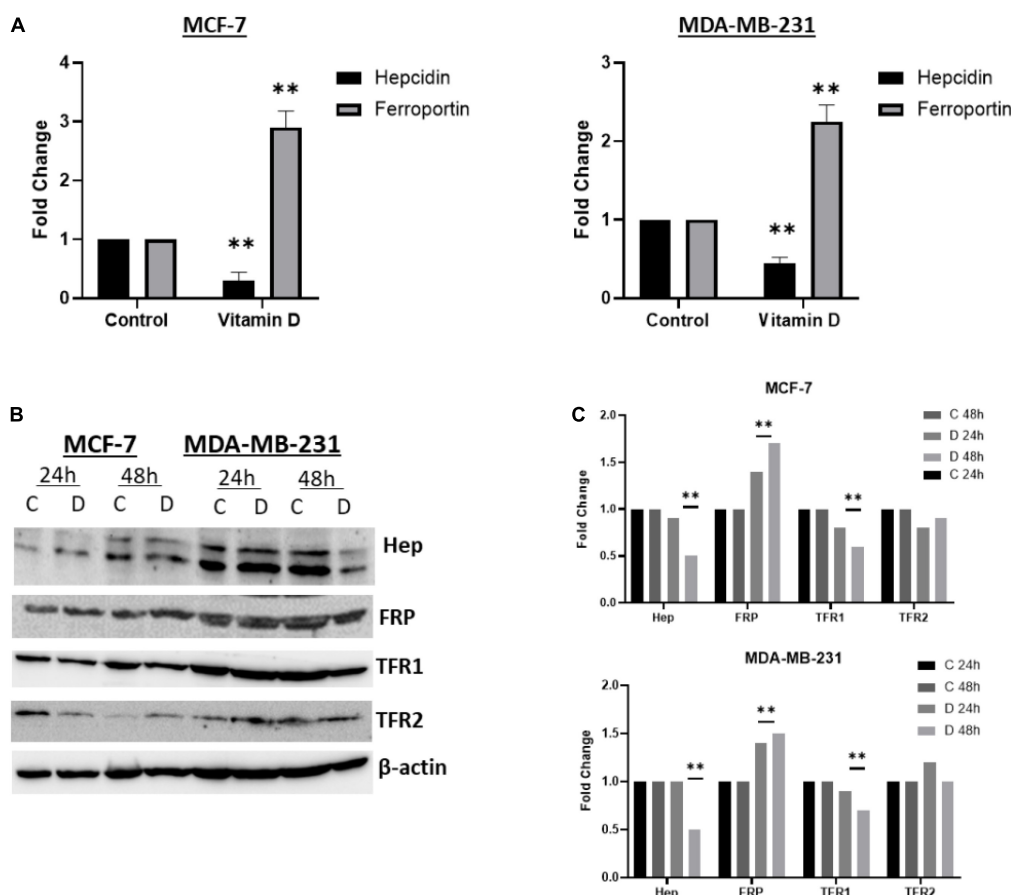 A
MCF-7
Fold Change
4
3
2
1
0
**
**
Control
Vitamin D
Hepcidin
Ferroportin
MDA-MB-231
Fold Change
3
2
1
0
**
**
Control
Vitamin D
Hepcidin
Ferroportin
B
MCF-7 MDA-MB-231
24h 48h 24h 48h
C D C D C D C D
Hep
FRP
TFR1
TFR2
β-actin
C
MCF-7
Fold Change
2.0
1.5
1.0
0.5
0.0
**
**
**
Hep FRP TFR1 TFR2
C 48h
D 24h
D 48h
C 24h
MDA-MB-231
Fold Change
2.0
1.5
1.0
0.5
0.0
**
**
**
Hep FRP TFR1 TFR2
C 24h
C 48h
D 24h
D 48h